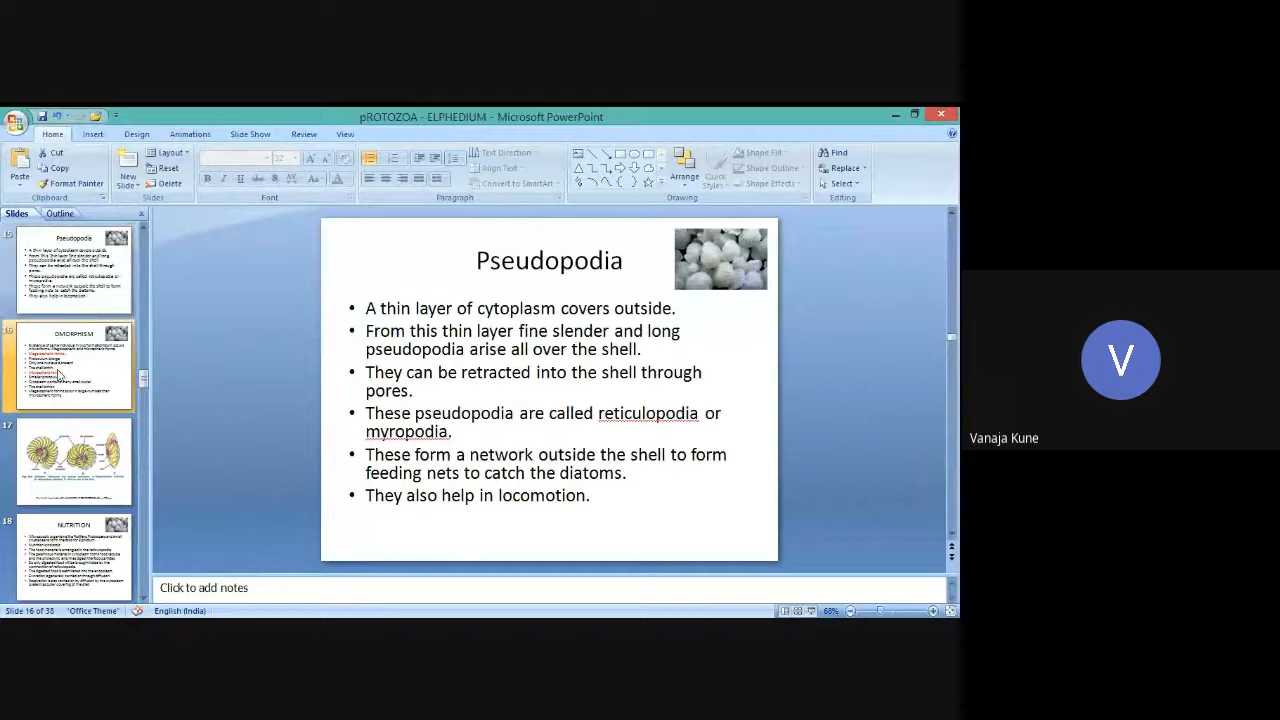 pROTOZOA - ELPHEDIUM - Microsoft PowerPoint
Home Insert Design Animations Slide Show Review View
Paste
Cut
Copy
Format Painter
Clipboard
New Slide
Layout
Reset
Delete
Slides
32
Font
Paragraph
Text Direction
Align Text
Convert to SmartArt
Arrange
Quick Styles
Shape Fill
Shape Outline
Shape Effects
Drawing
Find
Replace
Select
Editing
Slides Outline
15
Pseudopodia
16
DMORPHISM
17
18
NUTRITION
Pseudopodia
• A thin layer of cytoplasm covers outside.
• From this thin layer fine slender and long
pseudopodia arise all over the shell.
• They can be retracted into the shell through
pores.
• These pseudopodia are called reticulopodia or
myropodia.
• These form a network outside the shell to form
feeding nets to catch the diatoms.
• They also help in locomotion.
Click to add notes
Slide 16 of 35 "Office Theme" English (India) 68%
V
Vanaja Kune